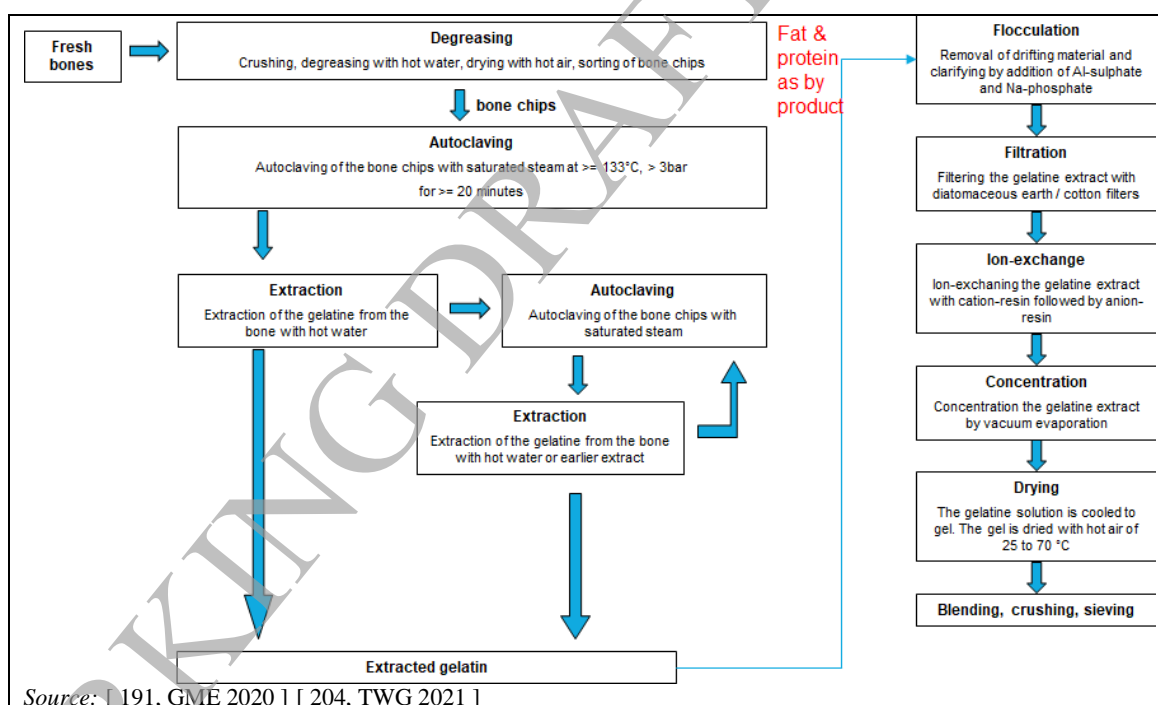 Fresh
bones
Degreasing
Crushing, degreasing with hot water, drying with hot air, sorting of bone chips
Fat &
protein
as by
product
bone chips
Autoclaving
Autoclaving of the bone chips with saturated steam at >= 133°C, > 3bar
for >= 20 minutes
Extraction
Extraction of the gelatine from the
bone with hot water
Autoclaving
Autoclaving of the bone chips with
saturated steam
Extraction
Extraction of the gelatine from the bone
with hot water or earlier extract
Extracted gelatin
Flocculation
Removal of drifting material and
clarifying by addition of Al-sulphate
and Na-phosphate
Filtration
Filtering the gelatine extract with
diatomaceous earth / cotton filters
Ion-exchange
Ion-exchaning the gelatine extract
with cation-resin followed by anion-
resin
Concentration
Concentration the gelatine extract
by vacuum evaporation
Drying
The gelatine solution is cooled to
gel. The gel is dried with hot air of
25 to 70 °C
Blending, crushing, sieving
Source: [ 191, GME 2020 ] [ 204, TWG 2021 ]
RKING DRAFT